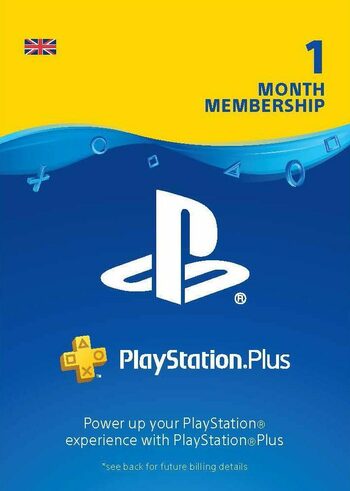 1
MONTH
MEMBERSHIP
®
PlayStation®Plus
Power up your PlayStation®
experience with PlayStation®Plus
*see back for future billing details